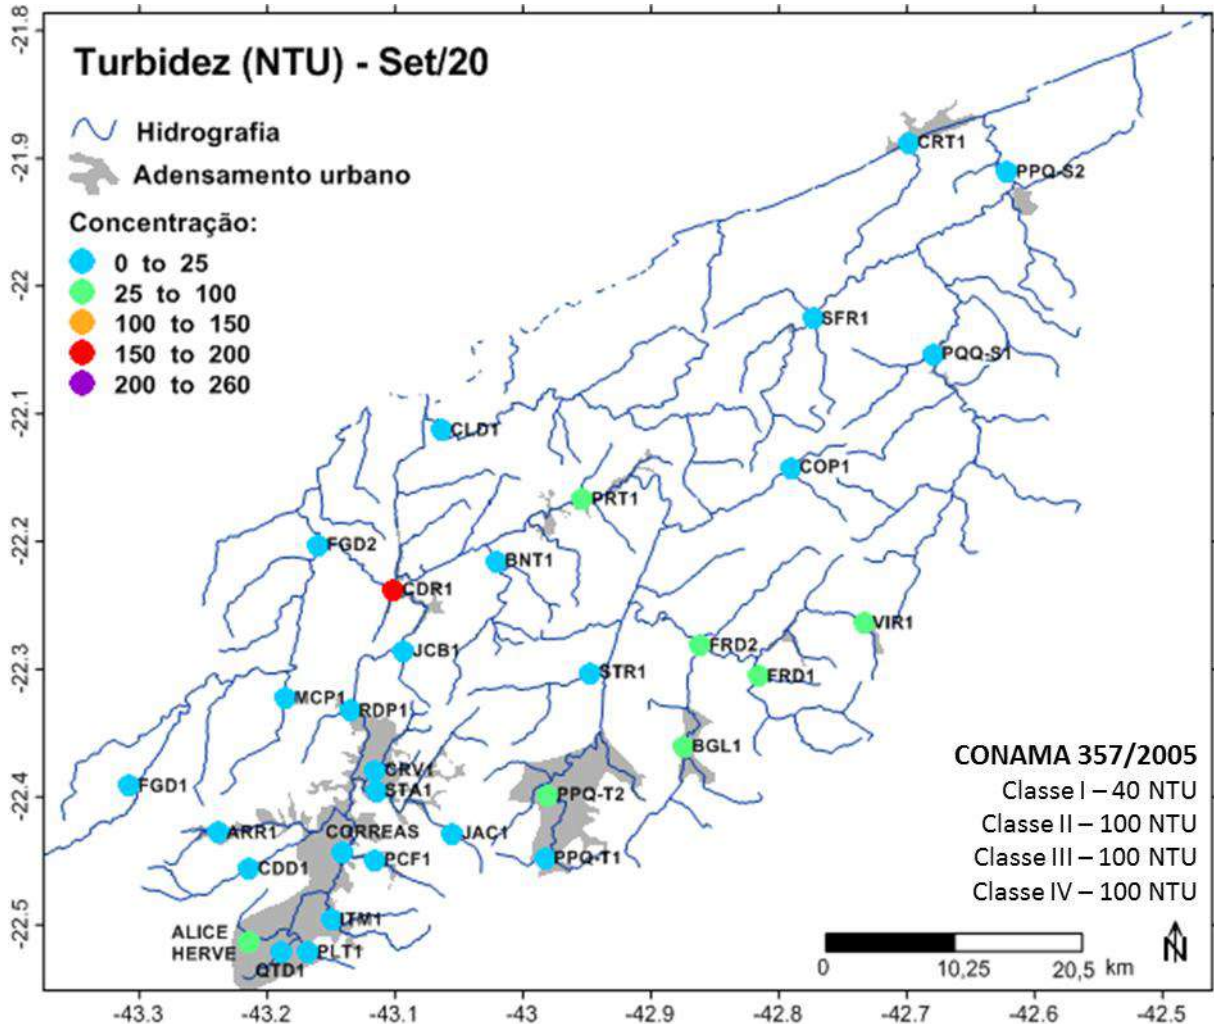 Turbidez (NTU) - Set/20
Hidrografia
Adensamento urbano
Concentração:
0 to 25
25 to 100
100 to 150
150 to 200
200 to 260
-21.8
-21.9
-22
-22.1
-22.2
-22.3
-22.4
-22.5
CRT1
PPQ-S2
SFR1
PQQ-S1
CLD1
COP1
PRT1
FGD2
BNT1
CDR1
VIR1
FRD2
JCB1
STR1
FRD1
MCP1
RDP1
BGL1
CRV1
FGD1
STA1
PPQ-T2
ARR1
CORREAS
JAC1
CDD1
PCF1
PPQ-T1
ITM1
ALICE
HERVE
PLT1
QTD1
CONAMA 357/2005
Classe I – 40 NTU
Classe II – 100 NTU
Classe III – 100 NTU
Classe IV – 100 NTU
N
0 10,25 20,5 km
-43.3 -43.2 -43.1 -43 -42.9 -42.8 -42.7 -42.6 -42.5